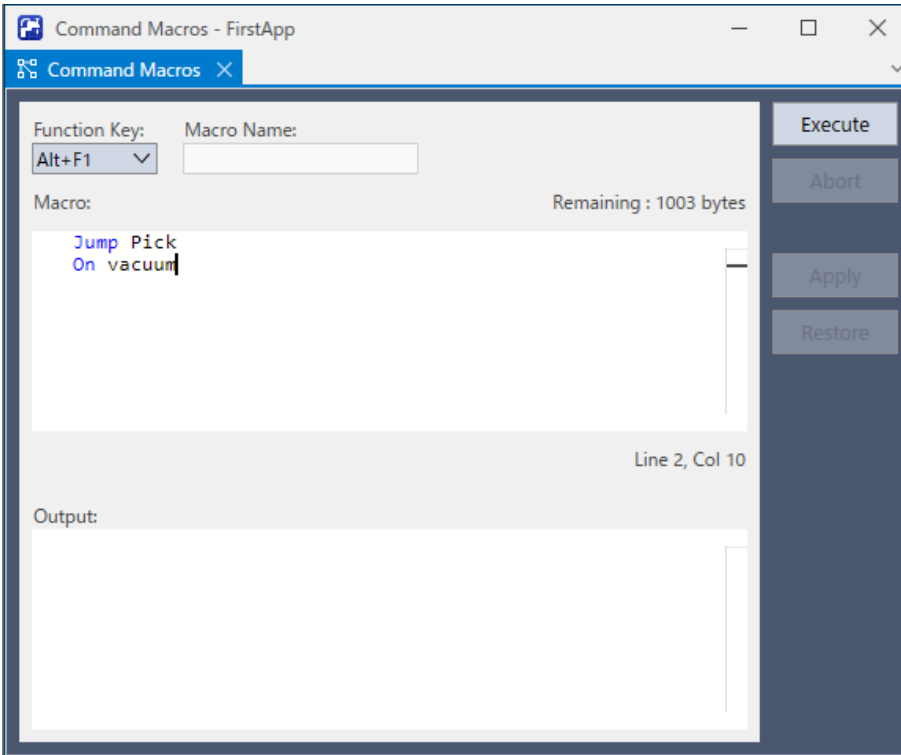 Command Macros - FirstApp
Command Macros
Function Key: Macro Name:
Execute
Alt+F1
Abort
Macro: Remaining : 1003 bytes
Jump Pick
On vacuum
Apply
Restore
Line 2, Col 10
Output: